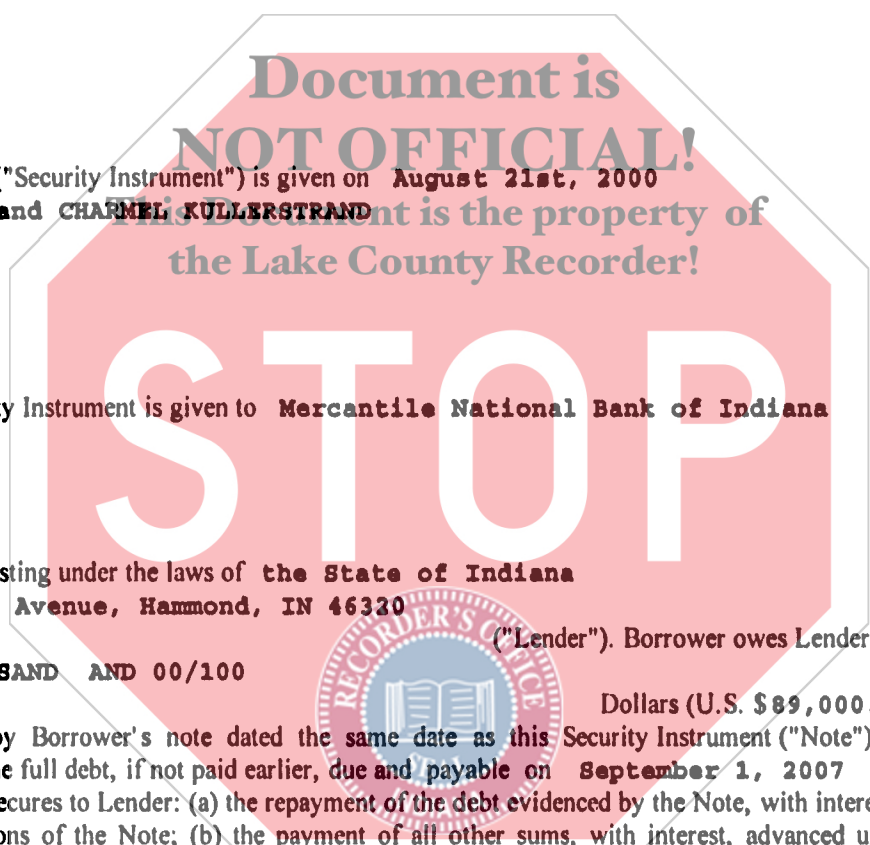 Document is
NOT OFFICIAL!
("Security Instrument") is given on August 21st, 2000
and CHARMEL KULLERSTRAND
This Document is the property of
the Lake County Recorder!
STOP
Instrument is given to Mercantile National Bank of Indiana
under the laws of the State of Indiana
Avenue, Hammond, IN 46320
RECORDER'S OFFICE
("Lender"). Borrower owes Lender
AND 00/100
Dollars (U.S. $89,000.
by Borrower's note dated the same date as this Security Instrument ("Note")
full debt, if not paid earlier, due and payable on September 1, 2007
SEAL
to Lender: (a) the repayment of the debt evidenced by the Note, with
of the Note; (b) the payment of all other sums, with interest, advanced